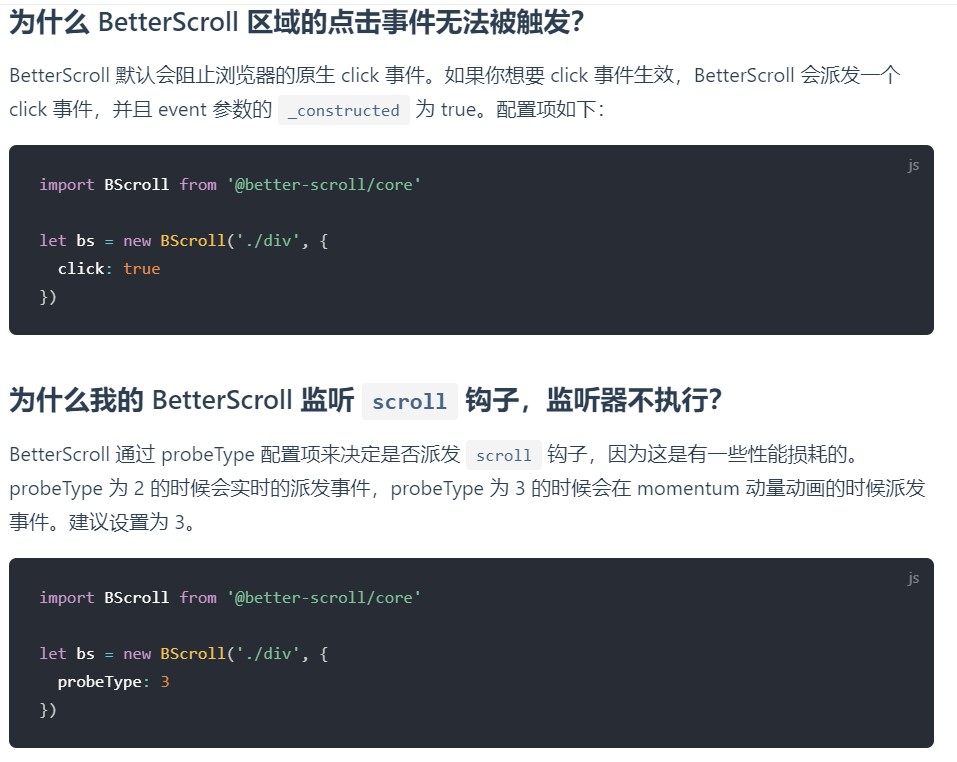 为什么 BetterScroll 区域的点击事件无法被触发？
BetterScroll 默认会阻止浏览器的原生 click 事件。如果你想要 click 事件生效，BetterScroll 会派发一个
click 事件，并且 event 参数的 _constructed 为 true。配置项如下：
js
import BScroll from '@better-scroll/core'
let bs = new BScroll('./div', {
  click: true
})
为什么我的 BetterScroll 监听 scroll 钩子，监听器不执行？
BetterScroll 通过 probeType 配置项来决定是否派发 scroll 钩子，因为这是有一些性能损耗的。
probeType 为 2 的时候会实时的派发事件，probeType 为 3 的时候会在 momentum 动量动画的时候派发
事件。建议设置为 3。
js
import BScroll from '@better-scroll/core'
let bs = new BScroll('./div', {
  probeType: 3
})